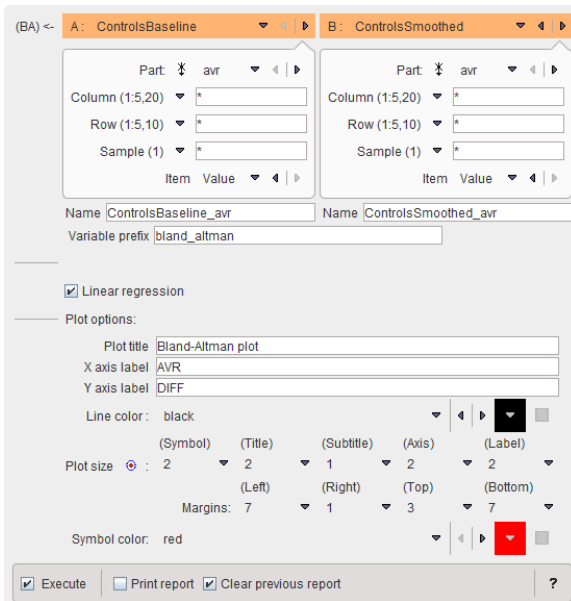 (BA) <- A: ControlsBaseline B: ControlsSmoothed
Part avr Part avr
Column (1:5,20) * Column (1:5,20) *
Row (1:5,10) * Row (1:5,10) *
Sample (1) * Sample (1) *
Item Value Item Value
Name ControlsBaseline_avr Name ControlsSmoothed_avr
Variable prefix bland_altman
Linear regression
Plot options:
Plot title Bland-Altman plot
X axis label AVR
Y axis label DIFF
Line color: black
(Symbol) (Title) (Subtitle) (Axis) (Label)
Plot size : 2 2 1 2 2
(Left) (Right) (Top) (Bottom)
Margins: 7 1 3 7
Symbol color: red
Execute Print report Clear previous report ?